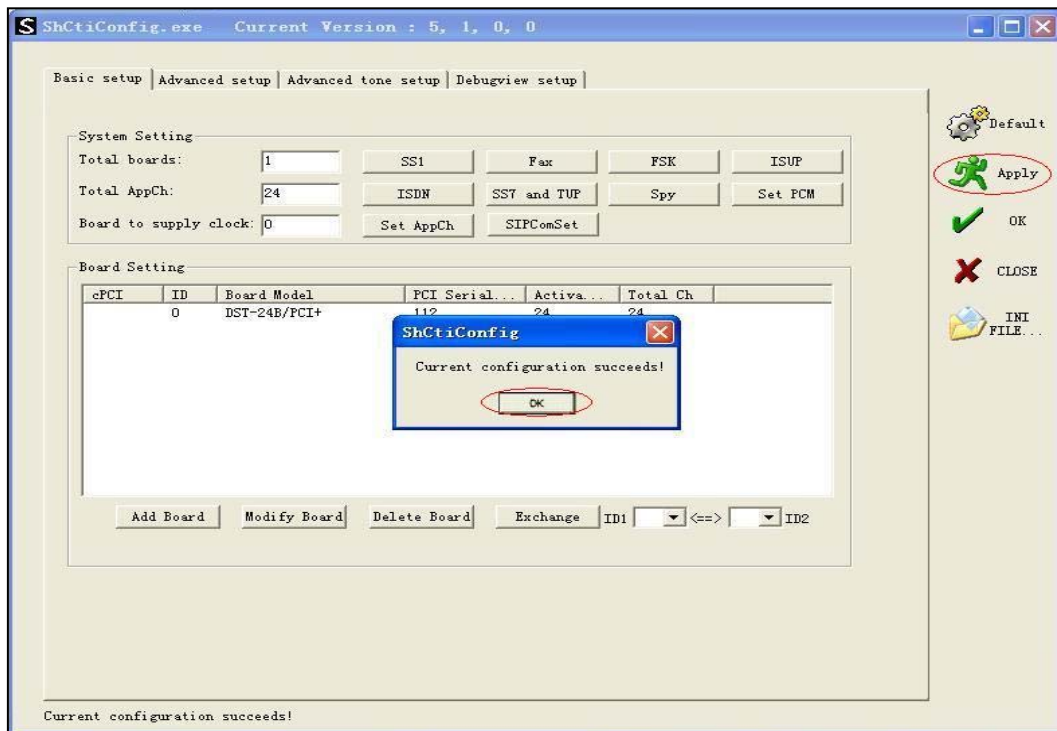 S ShCtiConfig.exe Current Version : 5, 1, 0, 0
Basic setup Advanced setup Advanced tone setup Debugview setup
Default
Apply
OK
CLOSE
INI
FILE...
System Setting
Total boards: 1 SS1 Fax FSK ISUP
Total AppCh: 24 ISDN SS7 and TUP Spy Set PCM
Board to supply clock: 0 Set AppCh SIPComSet
Board Setting
cPCI ID Board Model PCI Serial... Activa... Total Ch
0 DST-24B/PCI+ 112 24 24
ShCtiConfig
Current configuration succeeds!
OK
Add Board Modify Board Delete Board Exchange ID1 <==> ID2
Current configuration succeeds!